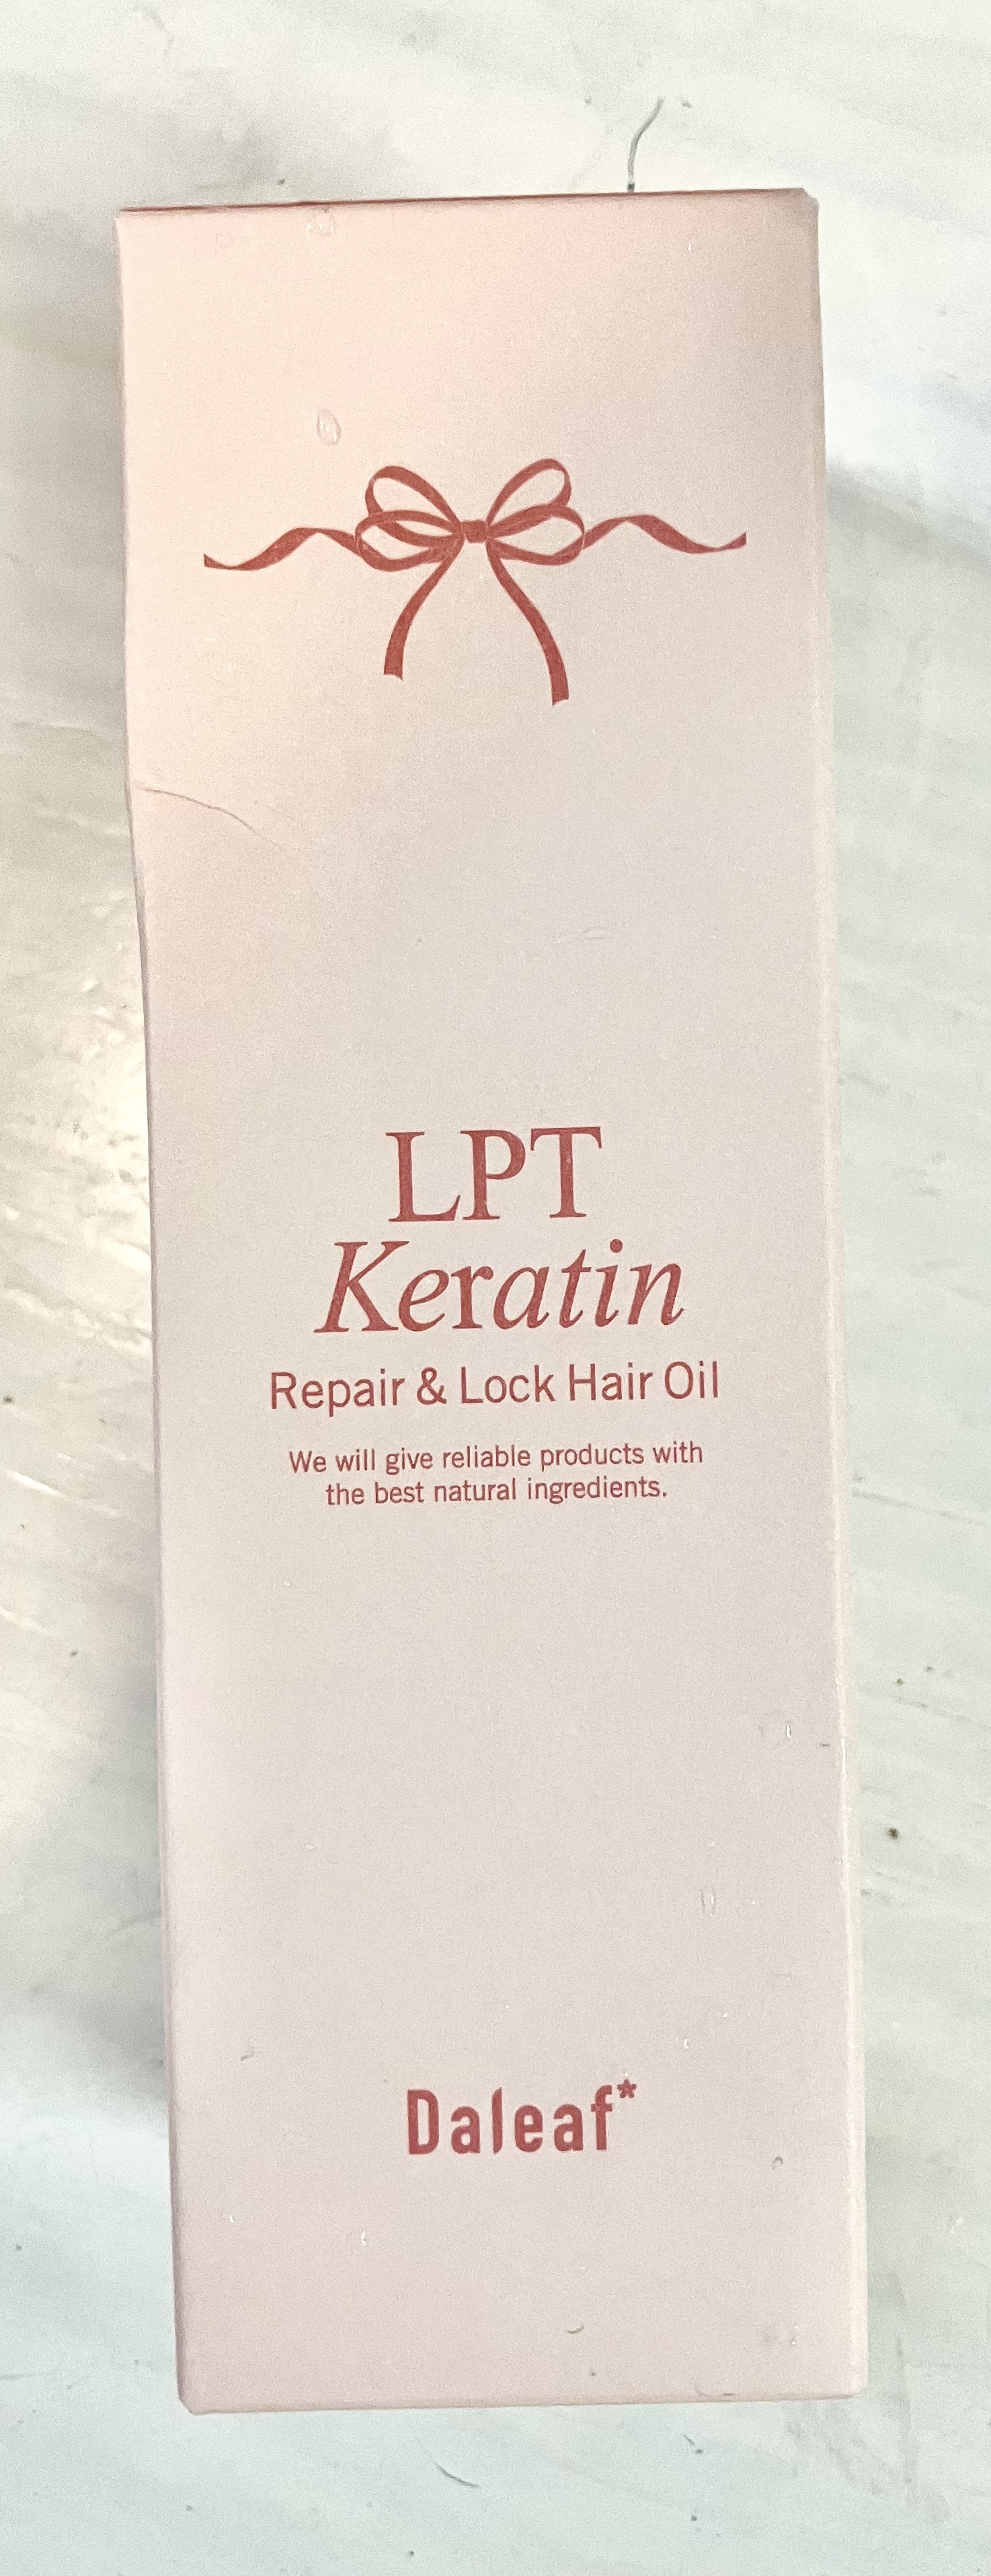 LPT
Keratin
Repair & Lock Hair Oil
We will give reliable products with
the best natural ingredients.
Daleaf*